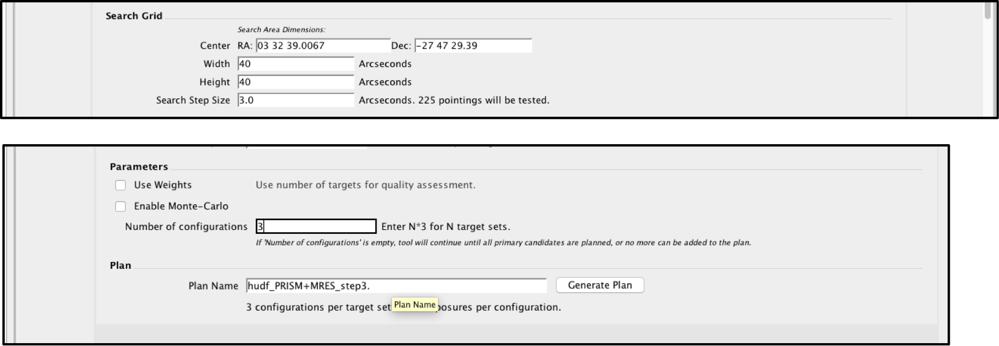 Search Grid
Search Area Dimensions:
Center RA: 03 32 39.0067 Dec: -27 47 29.39
Width 40 Arcseconds
Height 40 Arcseconds
Search Step Size 3.0 Arcseconds. 225 pointings will be tested.
Parameters
Use Weights Use number of targets for quality assessment.
Enable Monte-Carlo
Number of configurations 3 Enter N*3 for N target sets.
If 'Number of configurations' is empty, tool will continue until all primary candidates are planned, or no more can be added to the plan.
Plan
Plan Name hudf_PRISM+MRES_step3. Generate Plan
3 configurations per target set Plan Name posures per configuration.